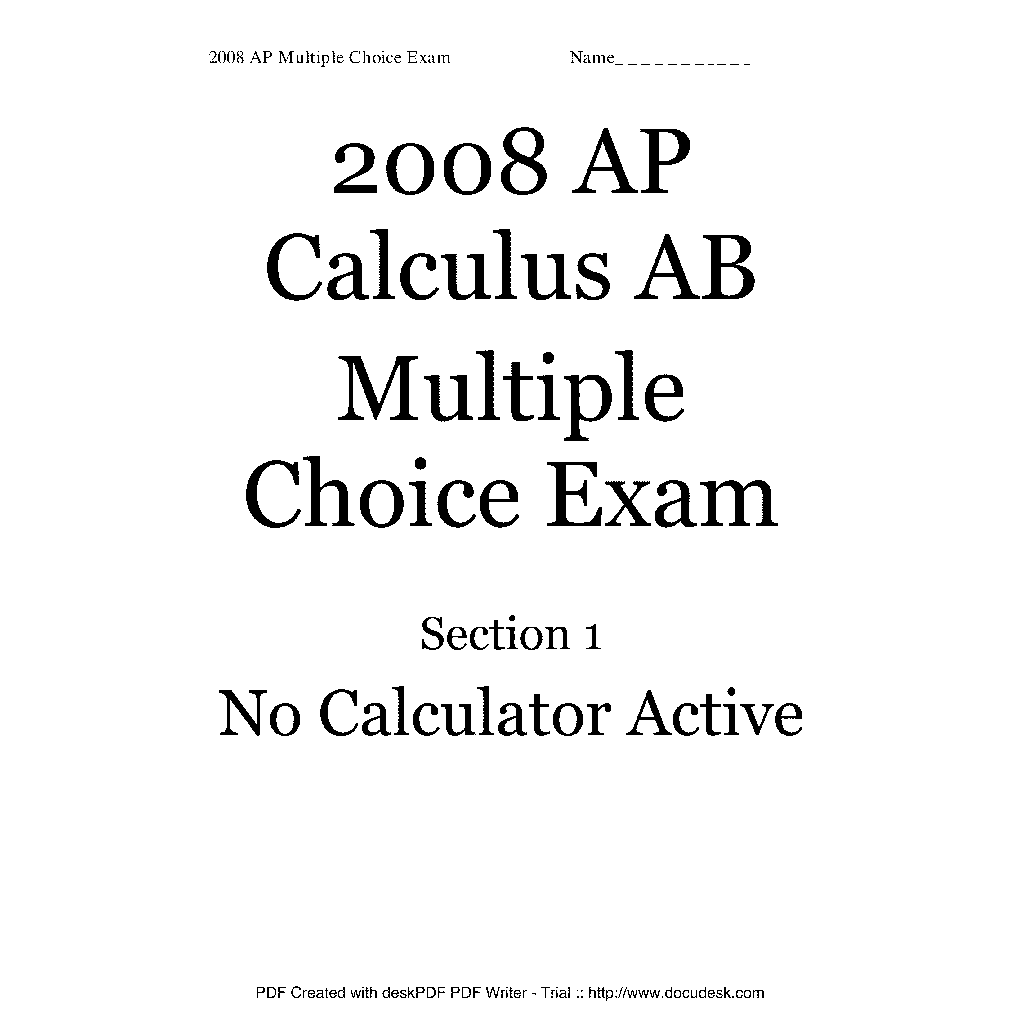 2008 AP Multiple Choice Exam Name_ _ _ _ _ _ _ _ _ _ _
2008 AP
Calculus AB
Multiple
Choice Exam
Section 1
No Calculator Active
PDF Created with deskPDF PDF Writer - Trial :: http://www.docudesk.com